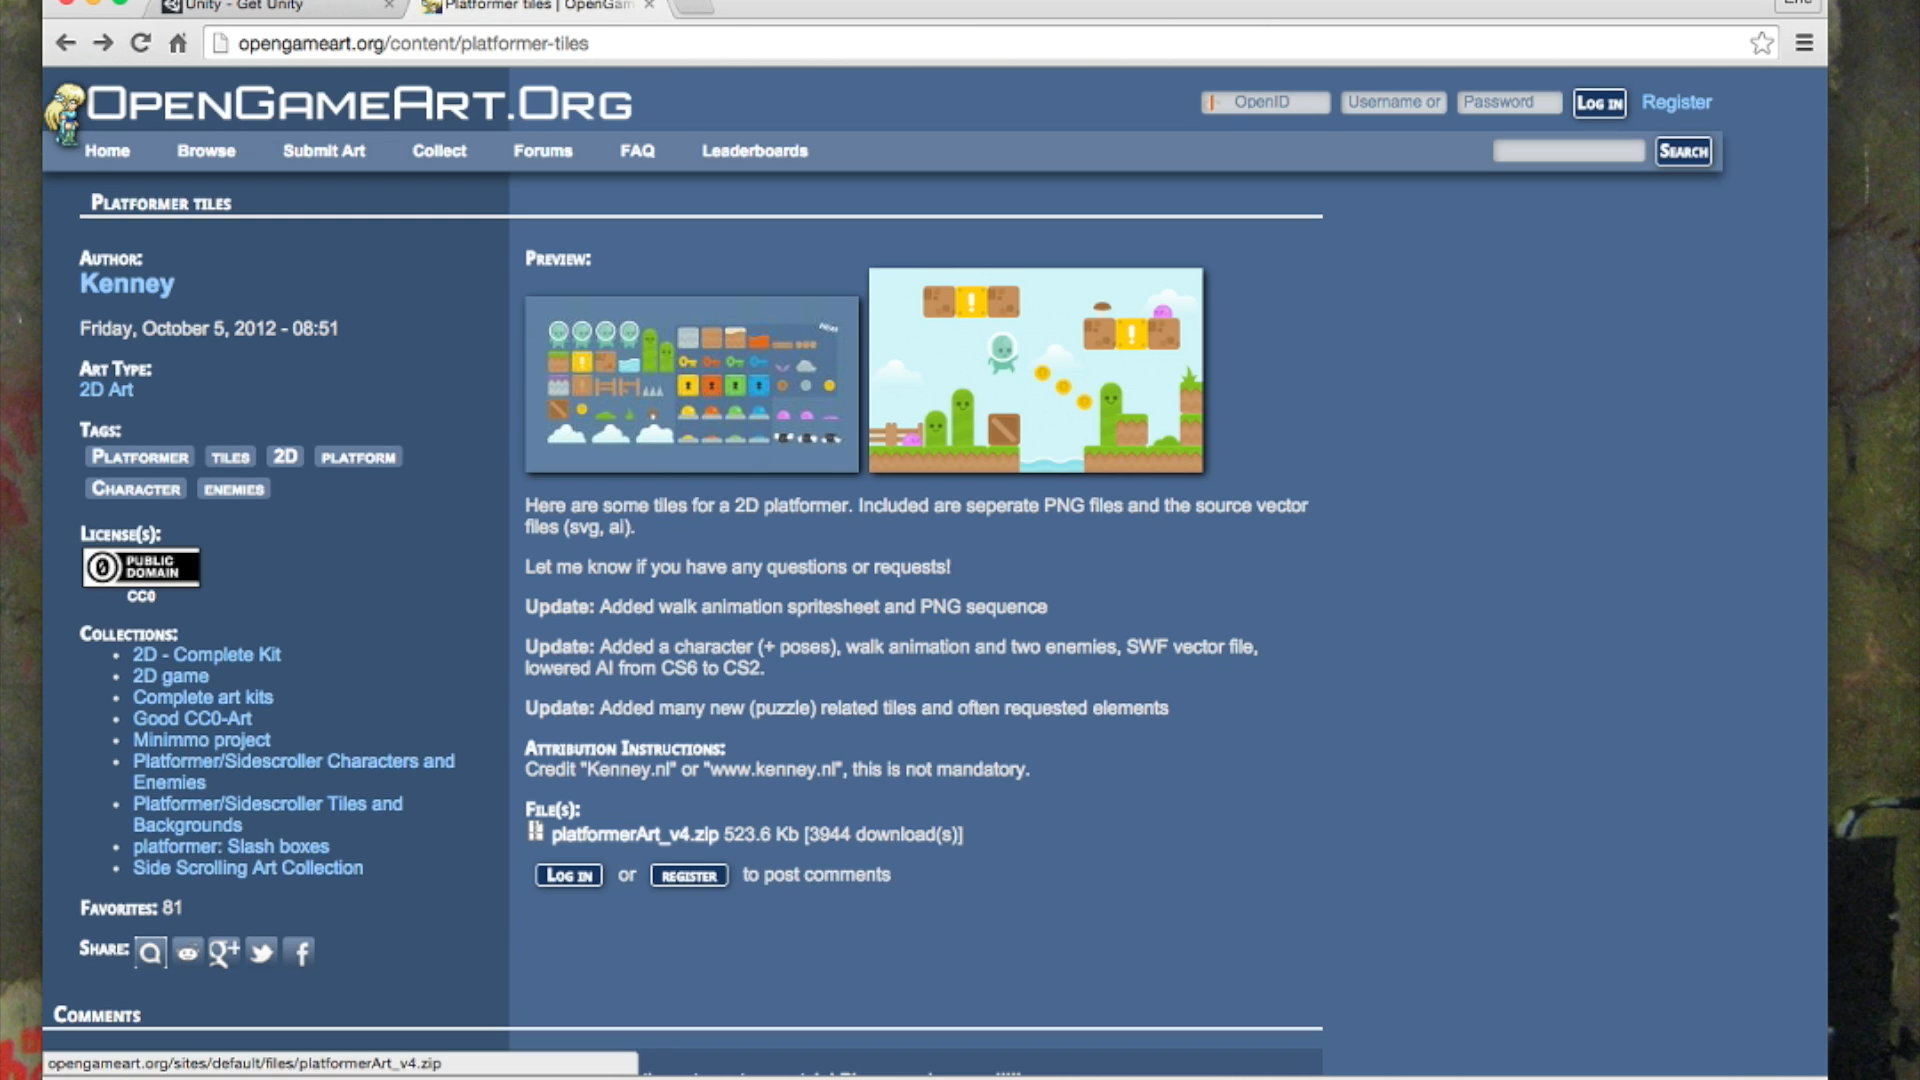 Unity - Get Unity
Platformer tiles | OpenGam
opengameart.org/content/platformer-tiles
OpenGameArt.Org
OpenID
Username or
Password
Log in
Register
Home
Browse
Submit Art
Collect
Forums
FAQ
Leaderboards
Search
Platformer tiles
Author:
Kenney
Friday, October 5, 2012 - 08:51
Art Type:
2D Art
Tags:
Platformer
tiles
2D
platform
Character
enemies
License(s):
PUBLIC
DOMAIN
CC0
Collections:
• 2D - Complete Kit
• 2D game
• Complete art kits
• Good CC0-Art
• Minimmo project
• Platformer/Sidescroller Characters and
Enemies
• Platformer/Sidescroller Tiles and
Backgrounds
• platformer: Slash boxes
• Side Scrolling Art Collection
Favorites: 81
Share:
Preview:
Here are some tiles for a 2D platformer. Included are seperate PNG files and the source vector
files (svg, ai).
Let me know if you have any questions or requests!
Update: Added walk animation spritesheet and PNG sequence
Update: Added a character (+ poses), walk animation and two enemies, SWF vector file,
lowered AI from CS6 to CS2.
Update: Added many new (puzzle) related tiles and often requested elements
Attribution Instructions:
Credit "Kenney.nl" or "www.kenney.nl", this is not mandatory.
File(s):
platformerArt_v4.zip 523.6 Kb [3944 download(s)]
Log in or register to post comments
Comments
opengameart.org/sites/default/files/platformerArt_v4.zip